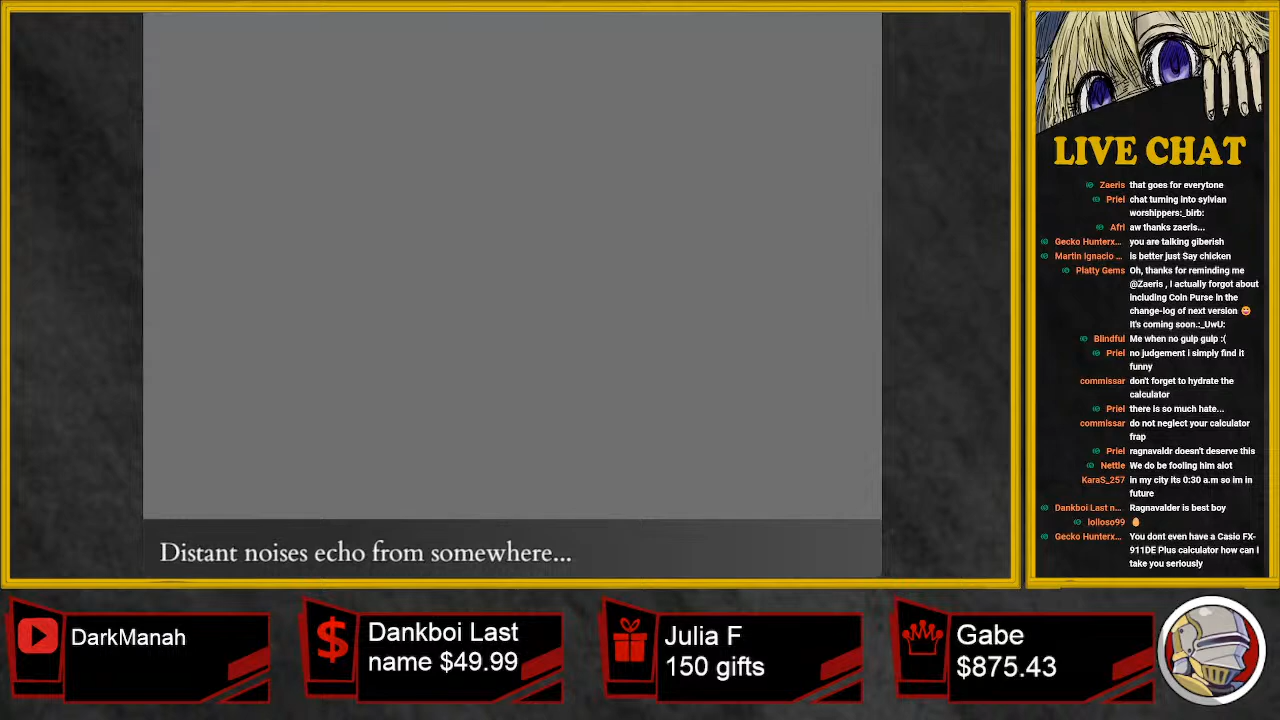 LIVE CHAT
Zaeris that goes for everytone
Priel chat turning into sylvian
worshippers:_birb:
Afri aw thanks zaeris...
Gecko Hunterx... you are talking giberish
Martin Ignacio ... is better just Say chicken
Platty Gems Oh, thanks for reminding me
@Zaeris , I actually forgot about
including Coin Purse in the
change-log of next version 🤩
It's coming soon.:_UwU:
Blindful Me when no gulp gulp :(
Priel no judgement i simply find it
funny
commissar don't forget to hydrate the
calculator
Priel there is so much hate...
commissar do not neglect your calculator
frap
Priel ragnavaldr doesn't deserve this
Nettle We do be fooling him alot
KaraS_257 in my city its 0:30 a.m so im in
future
Dankboi Last n... Ragnavalder is best boy
lolloso99
Gecko Hunterx... You dont even have a Casio FX-
911DE Plus calculator how can i
take you seriously
Distant noises echo from somewhere...
DarkManah
Dankboi Last
name $49.99
Julia F
150 gifts
Gabe
$875.43